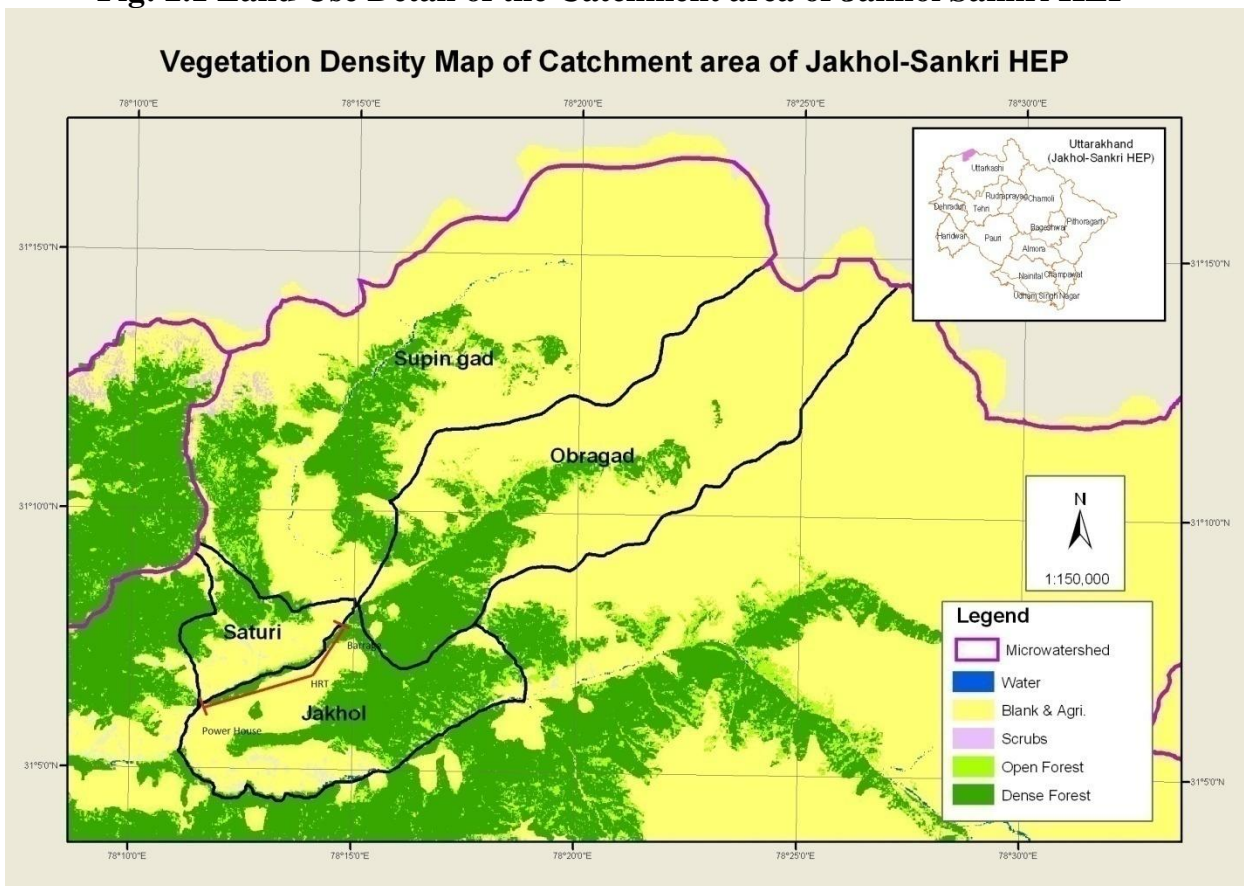 Vegetation Density Map of Catchment area of Jakhol-Sankri HEP
78°10'0"E
78°15'0"E
78°20'0"E
78°25'0"E
78°30'0"E
Uttarakhand
(Jakhol-Sankri HEP)
Uttarkashi
Dehradun
Tehri
Rudraprayag
Chamoli
Pithoragarh
Haridwar
Pauri
Bageshwar
Almora
Nainital
Champawat
Udham Singh Nagar
31°15'0"N
31°15'0"N
Supin gad
Obragad
31°10'0"N
31°10'0"N
N
1:150,000
Saturi
Barrage
HRT
Jakhol
Power House
Legend
Microwatershed
Water
Blank & Agri.
Scrubs
Open Forest
Dense Forest
31°5'0"N
31°5'0"N
78°10'0"E
78°15'0"E
78°20'0"E
78°25'0"E
78°30'0"E